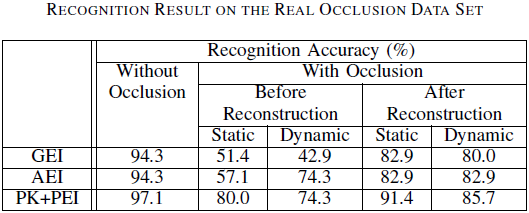 RECOGNITION RESULT ON THE REAL OCCLUSION DATA SET
Recognition Accuracy (%)
Without Occlusion
With Occlusion
Before Reconstruction
After Reconstruction
Static Dynamic Static Dynamic
GEI 94.3 51.4 42.9 82.9 80.0
AEI 94.3 57.1 74.3 82.9 82.9
PK+PEI 97.1 80.0 74.3 91.4 85.7